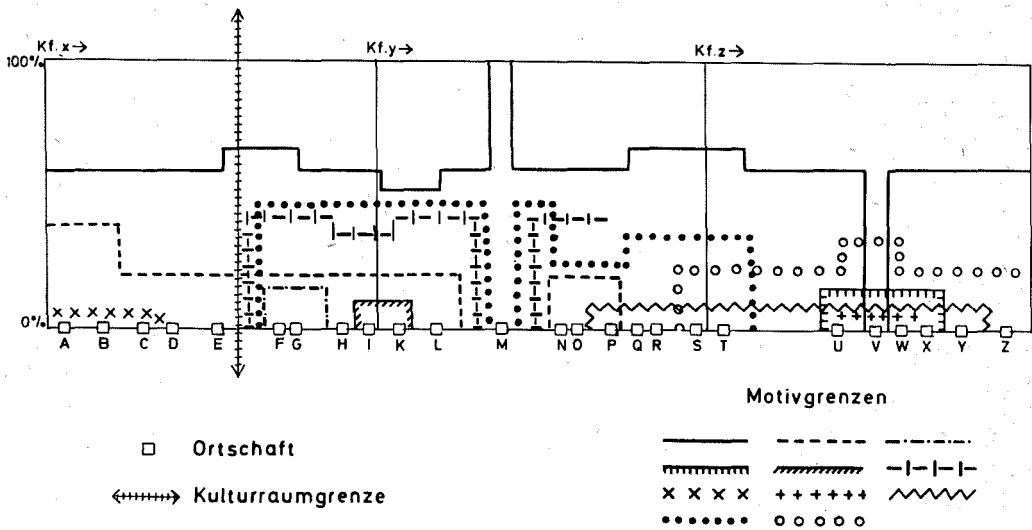 Kf.x→ Kf.y→ Kf.z→
100%
0%
A B C D E F G H I K L M N O P Q R S T U V W X Y Z
Motivgrenzen
Ortschaft
Kulturraumgrenze